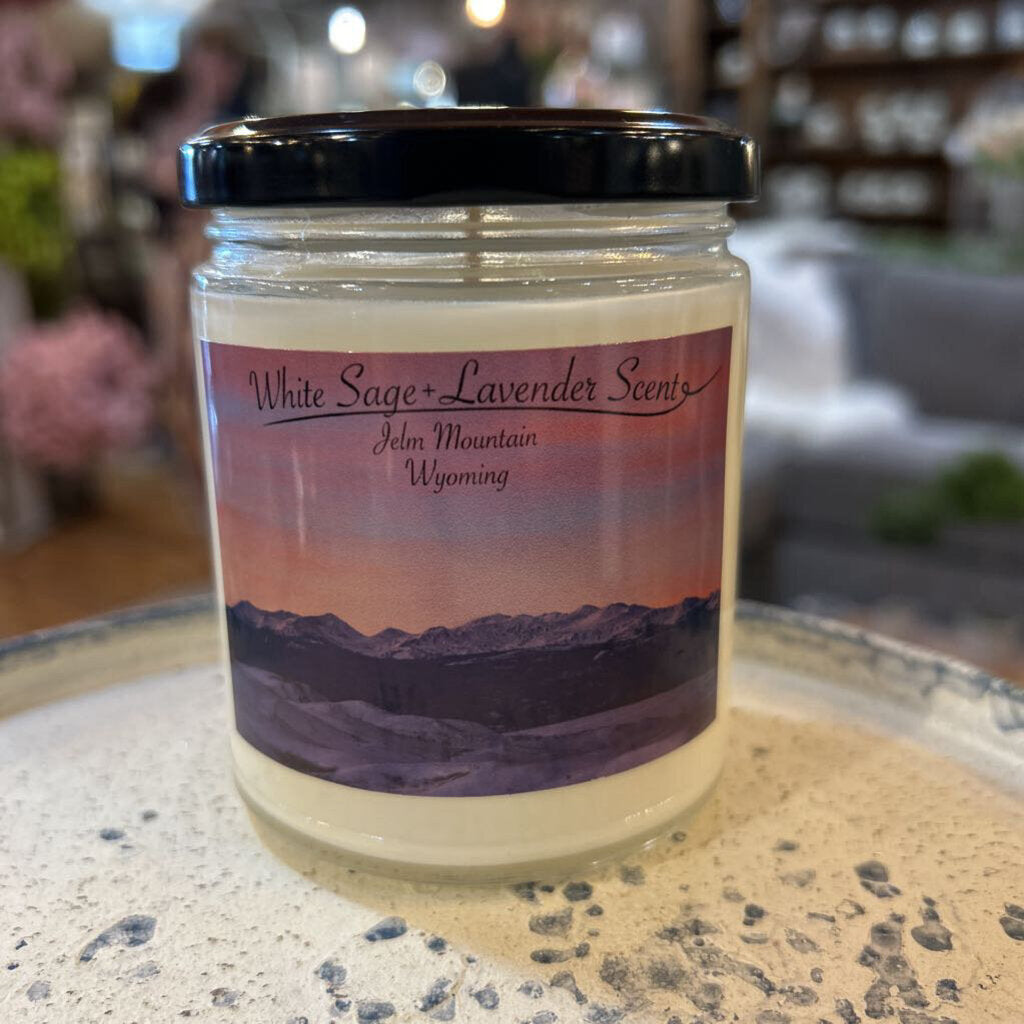 White Sage + Lavender Scent
Jelm Mountain
Wyoming